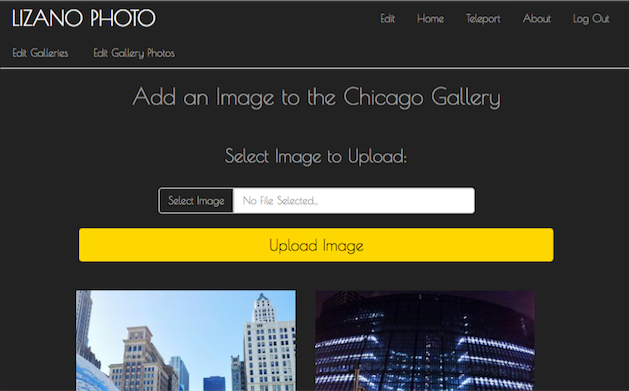 LIZANO PHOTO
Edit Home Teleport About Log Out
Edit Galleries Edit Gallery Photos
Add an Image to the Chicago Gallery
Select Image to Upload:
Select Image No File Selected...
Upload Image